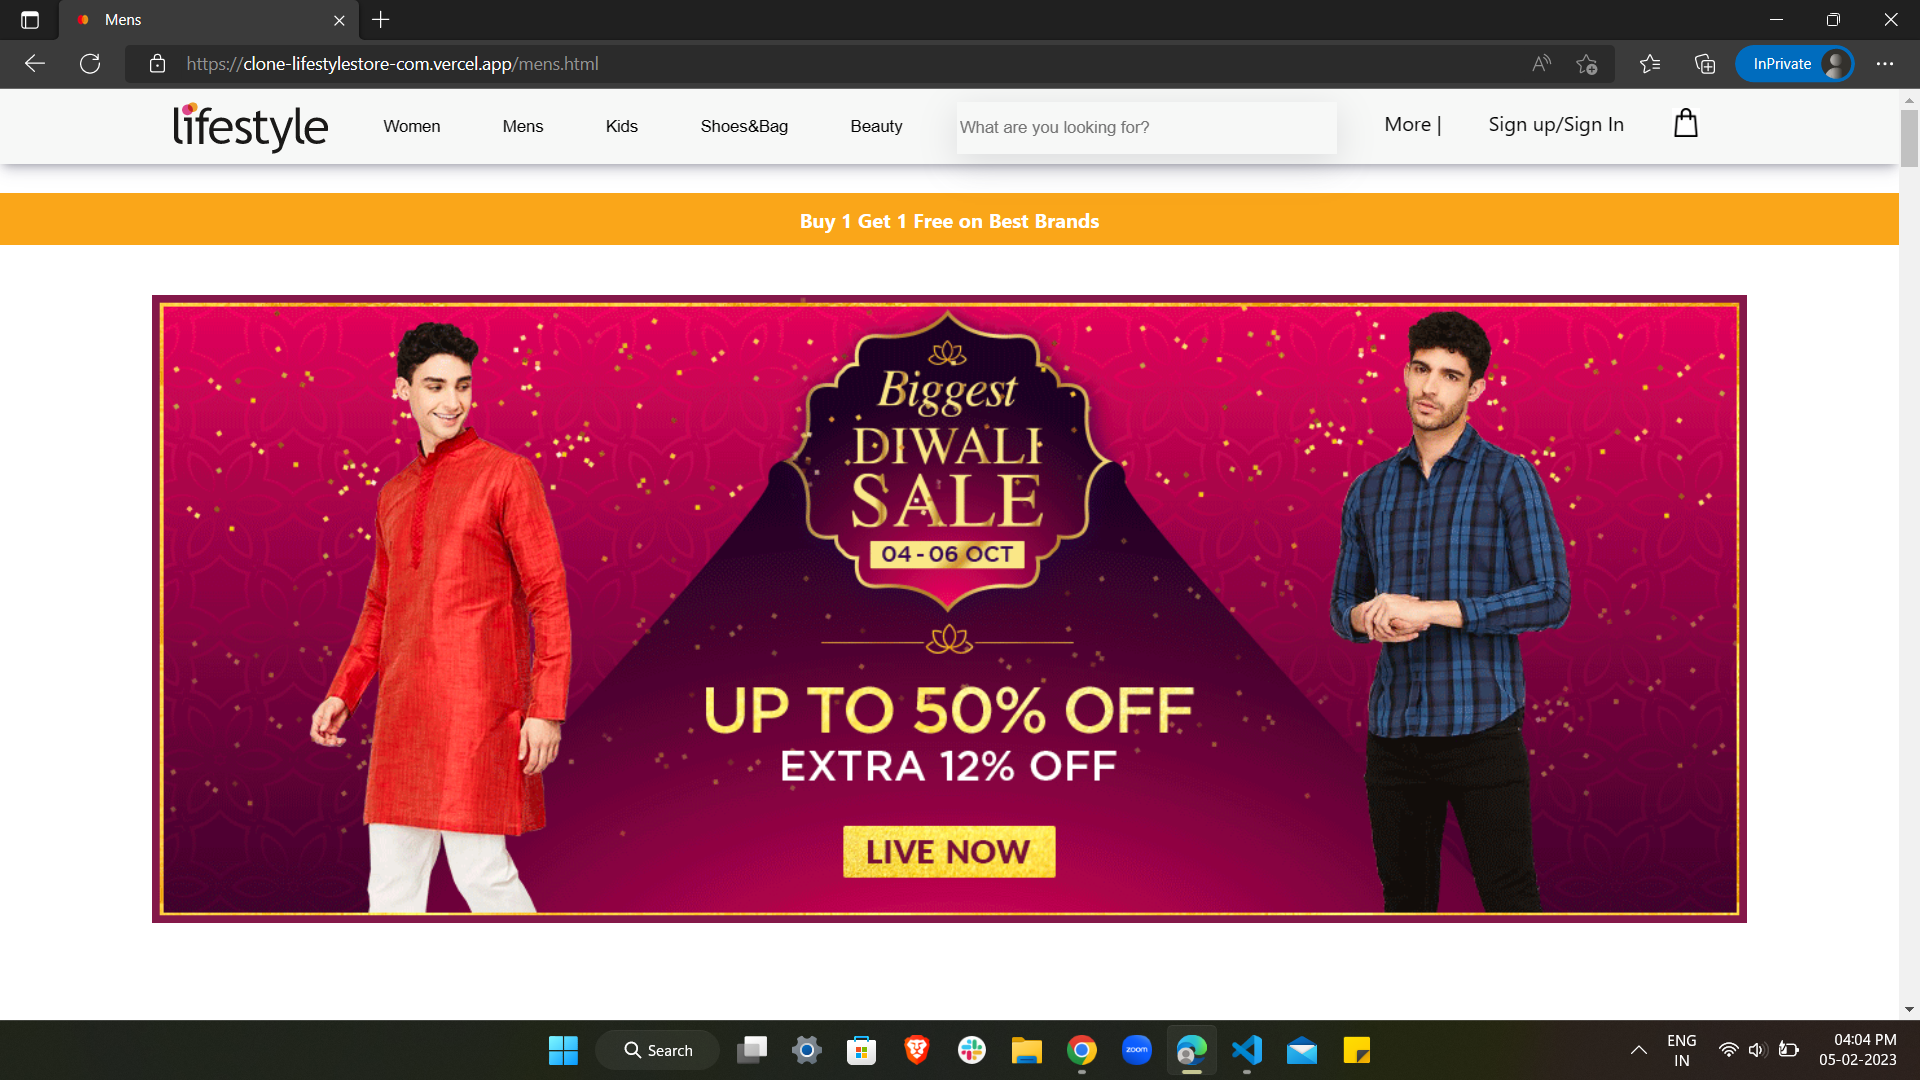 Mens
https://clone-lifestylestore-com.vercel.app/mens.html
InPrivate
lifestyle
Women
Mens
Kids
Shoes&Bag
Beauty
What are you looking for?
More |
Sign up/Sign In
Buy 1 Get 1 Free on Best Brands
Biggest
DIWALI
SALE
04 - 06 OCT
UP TO 50% OFF
EXTRA 12% OFF
LIVE NOW
Search
zoom
ENG
IN
04:04 PM
05-02-2023